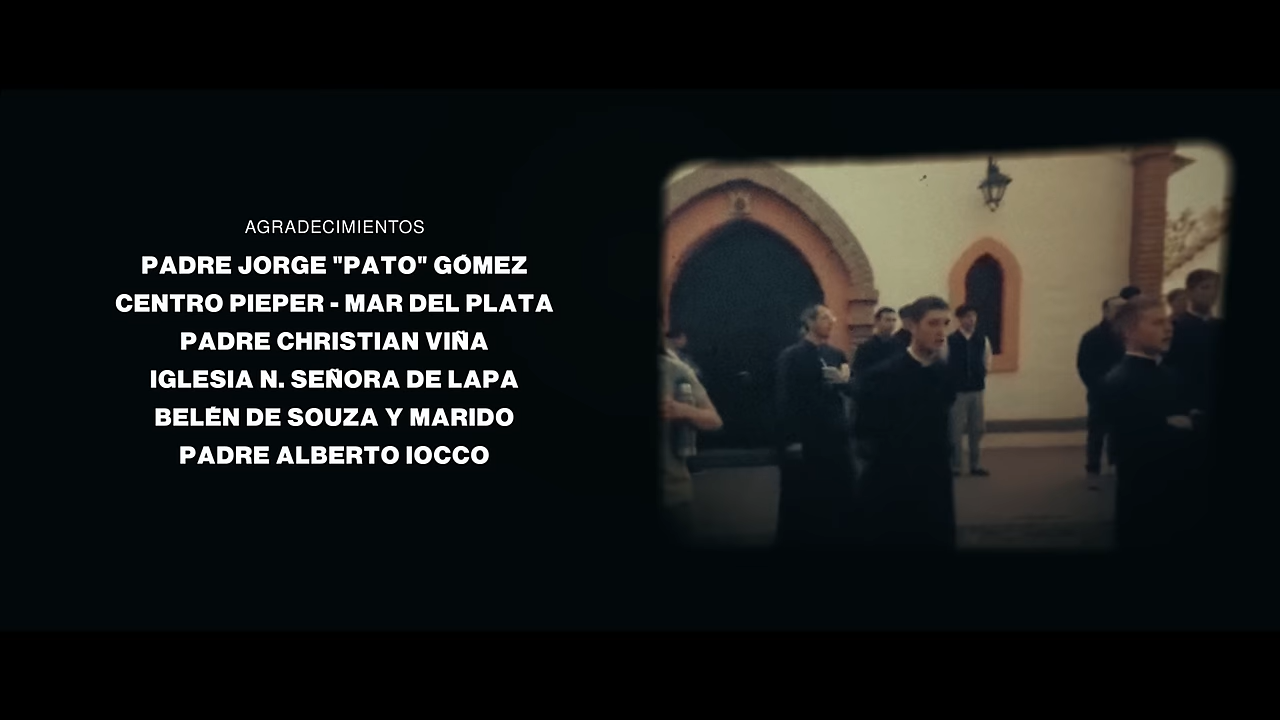 AGRADECIMIENTOS
PADRE JORGE "PATO" GÓMEZ
CENTRO PIEPER - MAR DEL PLATA
PADRE CHRISTIAN VIÑA
IGLESIA N. SEÑORA DE LAPA
BELÉN DE SOUZA Y MARIDO
PADRE ALBERTO IOCCO